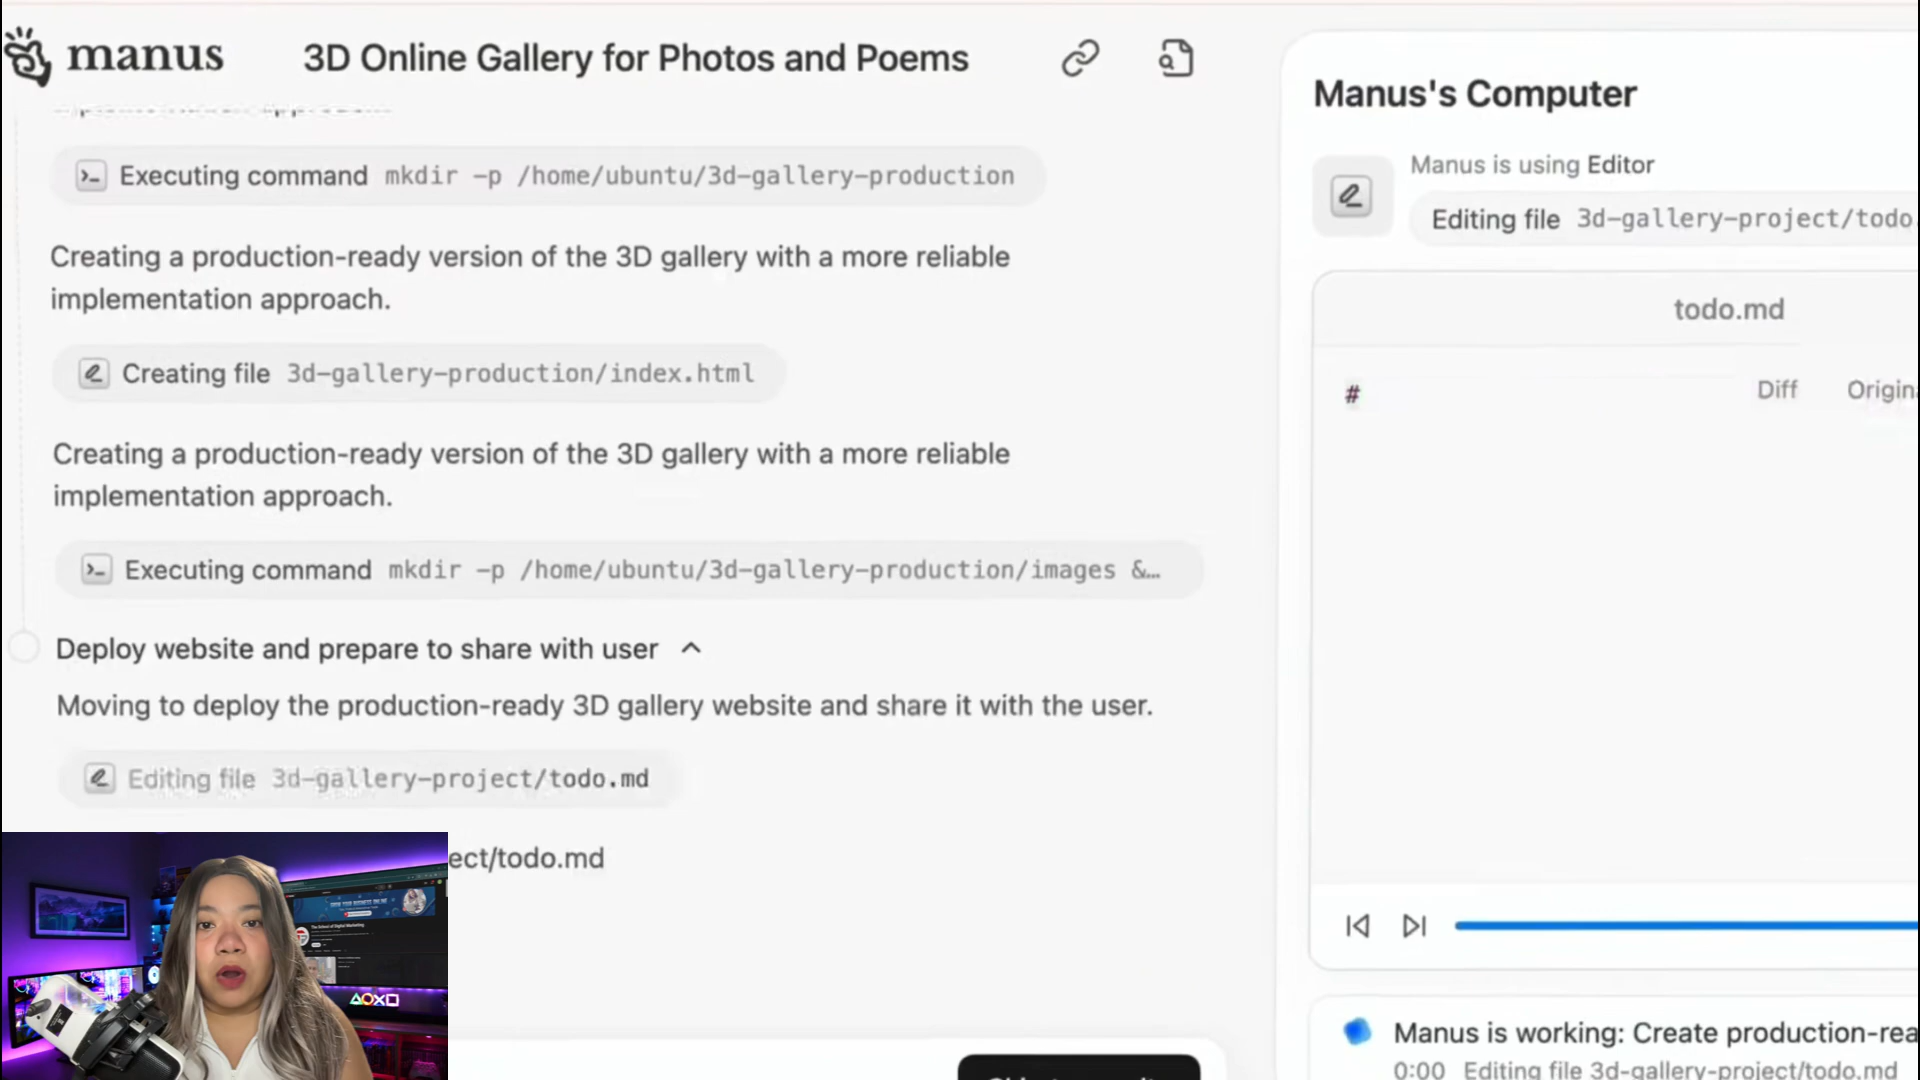 manus
3D Online Gallery for Photos and Poems
Executing command mkdir -p /home/ubuntu/3d-gallery-production
Creating a production-ready version of the 3D gallery with a more reliable
implementation approach.
Creating file 3d-gallery-production/index.html
Creating a production-ready version of the 3D gallery with a more reliable
implementation approach.
Executing command mkdir -p /home/ubuntu/3d-gallery-production/images &…
Deploy website and prepare to share with user
Moving to deploy the production-ready 3D gallery website and share it with the user.
Editing file 3d-gallery-project/todo.md
ect/todo.md
Manus's Computer
Manus is using Editor
Editing file 3d-gallery-project/todo.
todo.md
#
Diff Origina
Manus is working: Create production-rea
0:00 Editing file 3d-gallery-project/todo.md
The School of Digital Marketing